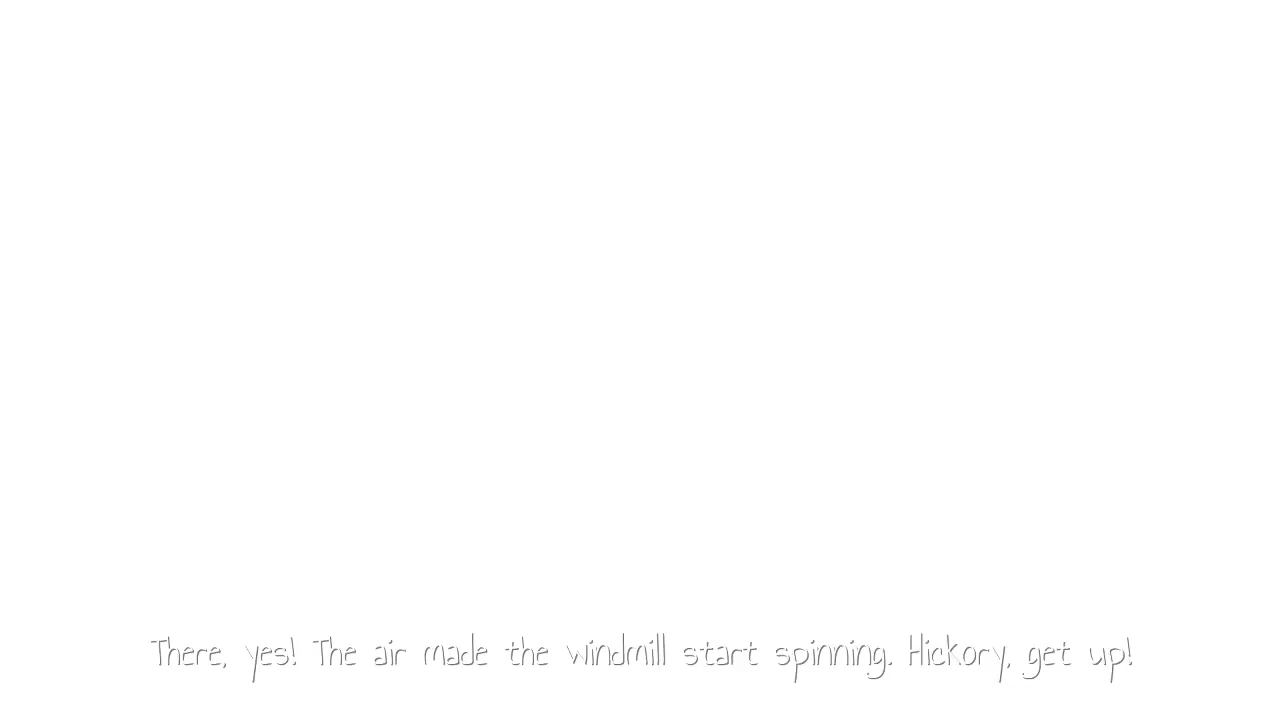 There, yes! The air made the windmill start spinning. Hickory, get up!